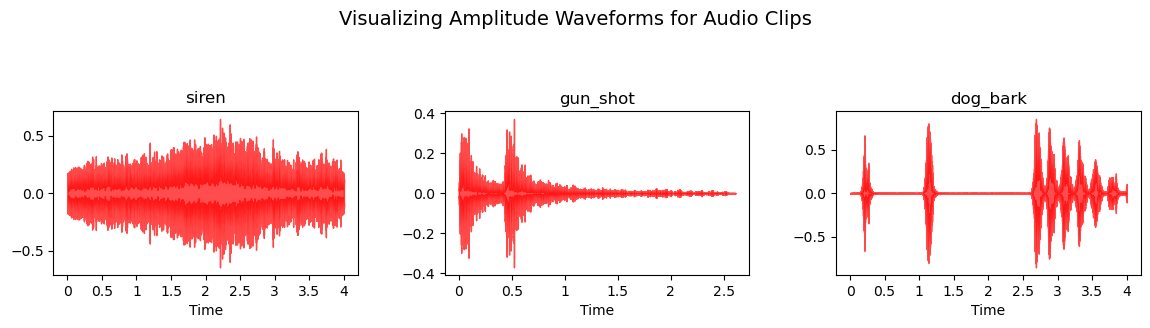 Visualizing Amplitude Waveforms for Audio Clips
siren
0.5
0.0
−0.5
0 0.5 1 1.5 2 2.5 3 3.5 4
Time
gun_shot
0.4
0.2
0.0
−0.2
−0.4
0 0.5 1 1.5 2 2.5
Time
dog_bark
0.5
0.0
−0.5
0 0.5 1 1.5 2 2.5 3 3.5 4
Time